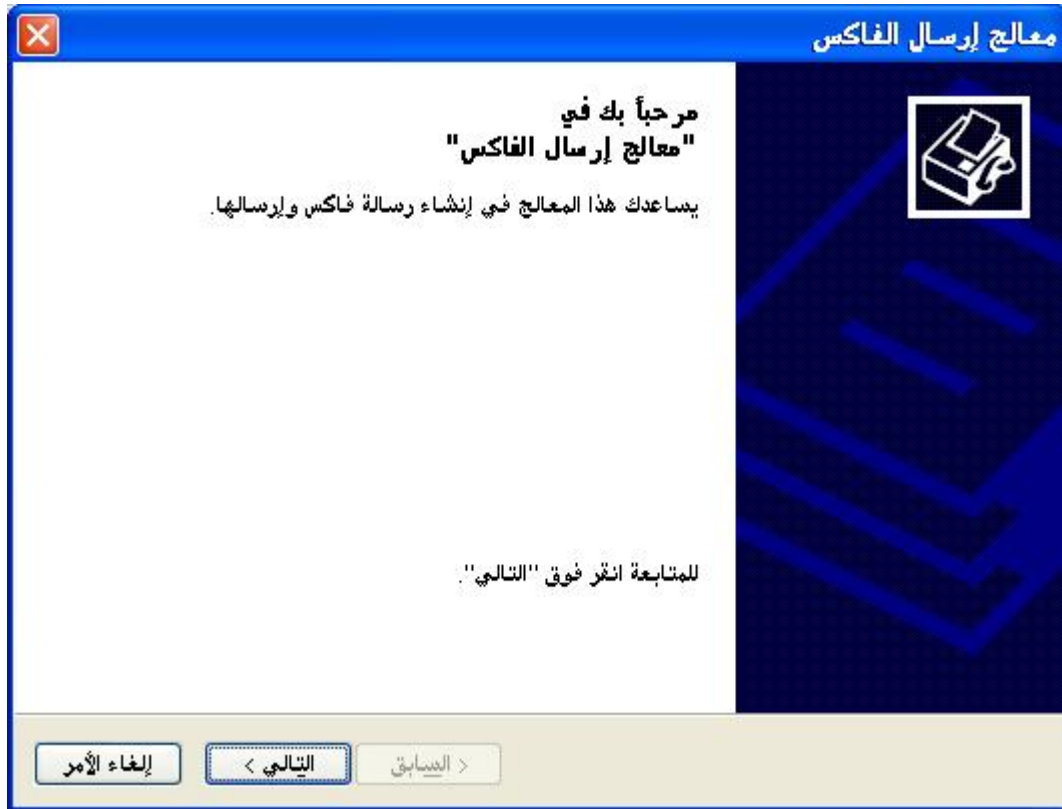 معالج إرسال الفاكس
مرحباً بك في
"معالج إرسال الفاكس"
يساعدك هذا المعالج في إنشاء رسالة فاكس وإرسالها.
للمتابعة انقر فوق "التالي".
< السابق
التالي >
إلغاء الأمر